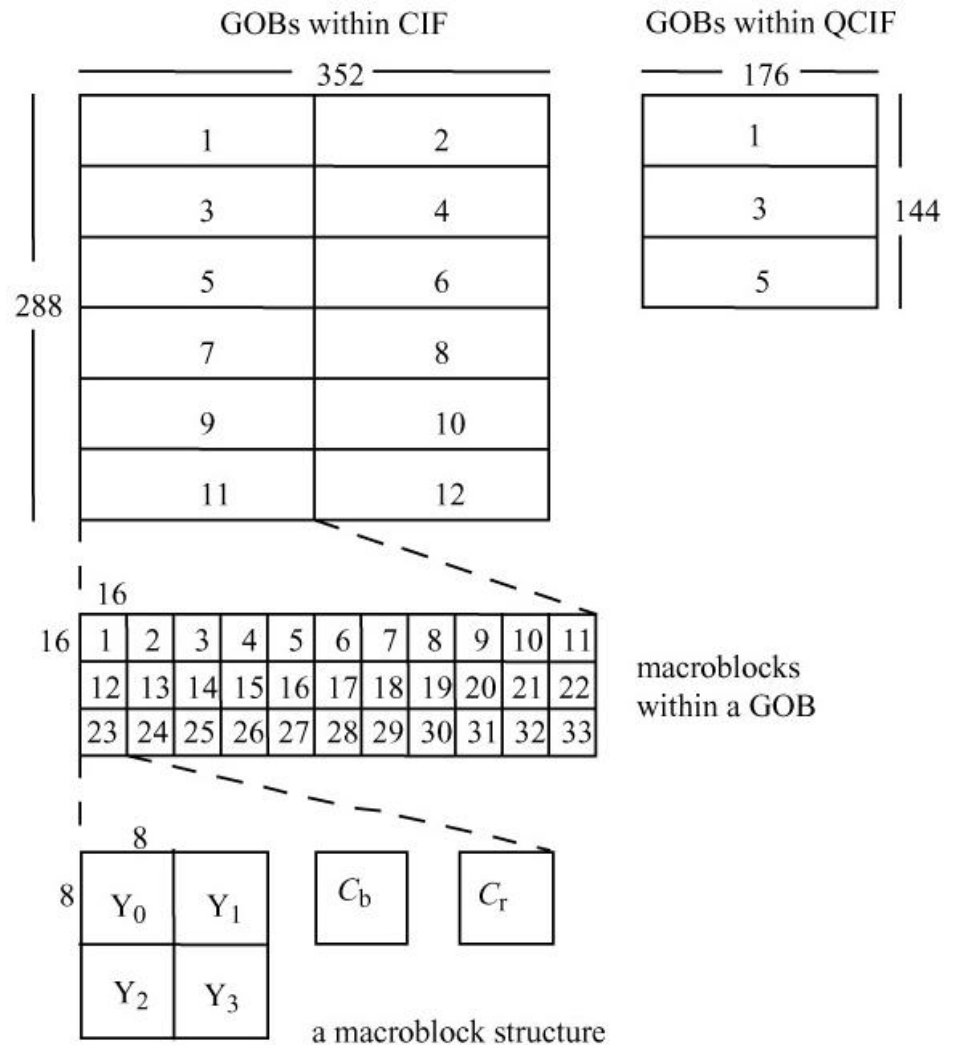 GOBs within CIF GOBs within QCIF
352 176
1 2 1
3 4 3 144
5 6 5
288
7 8
9 10
11 12
16
16 1 2 3 4 5 6 7 8 9 10 11
12 13 14 15 16 17 18 19 20 21 22
23 24 25 26 27 28 29 30 31 32 33
macroblocks
within a GOB
8
8 Y0 Y1 Cb Cr
Y2 Y3
a macroblock structure